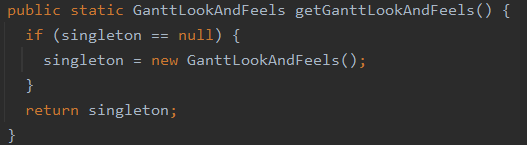 public static GanttLookAndFeels getGanttLookAndFeels() {
  if (singleton == null) {
    singleton = new GanttLookAndFeels();
  }
  return singleton;
}